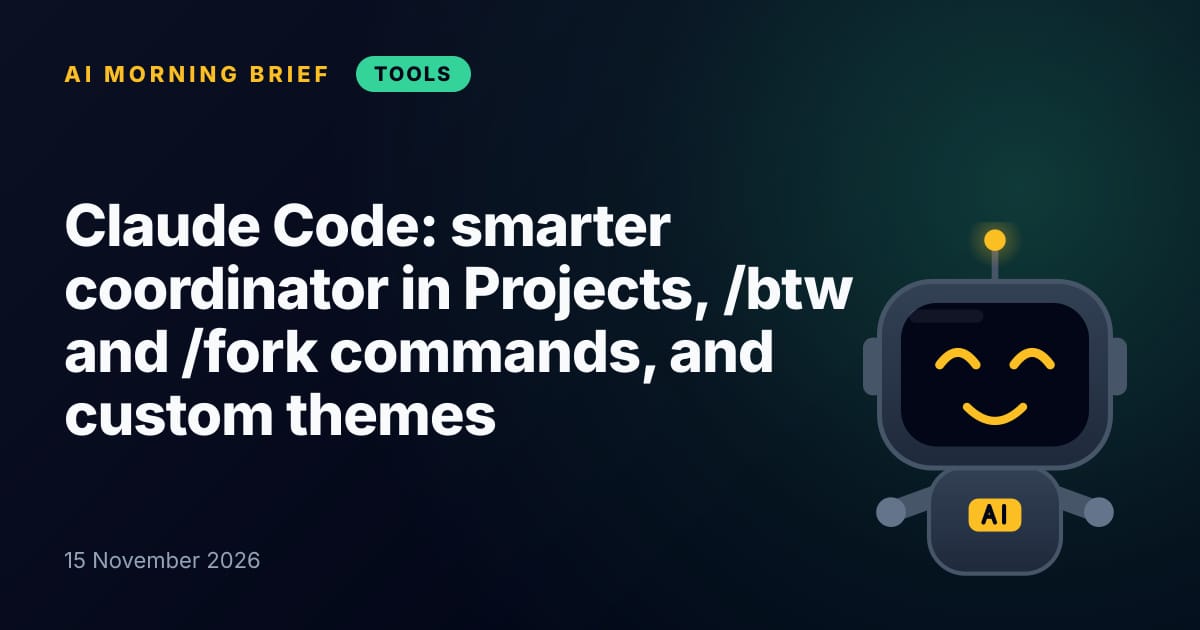 AI MORNING BRIEF TOOLS
Claude Code: smarter
coordinator in Projects, /btw
and /fork commands, and
custom themes
AI
15 November 2026